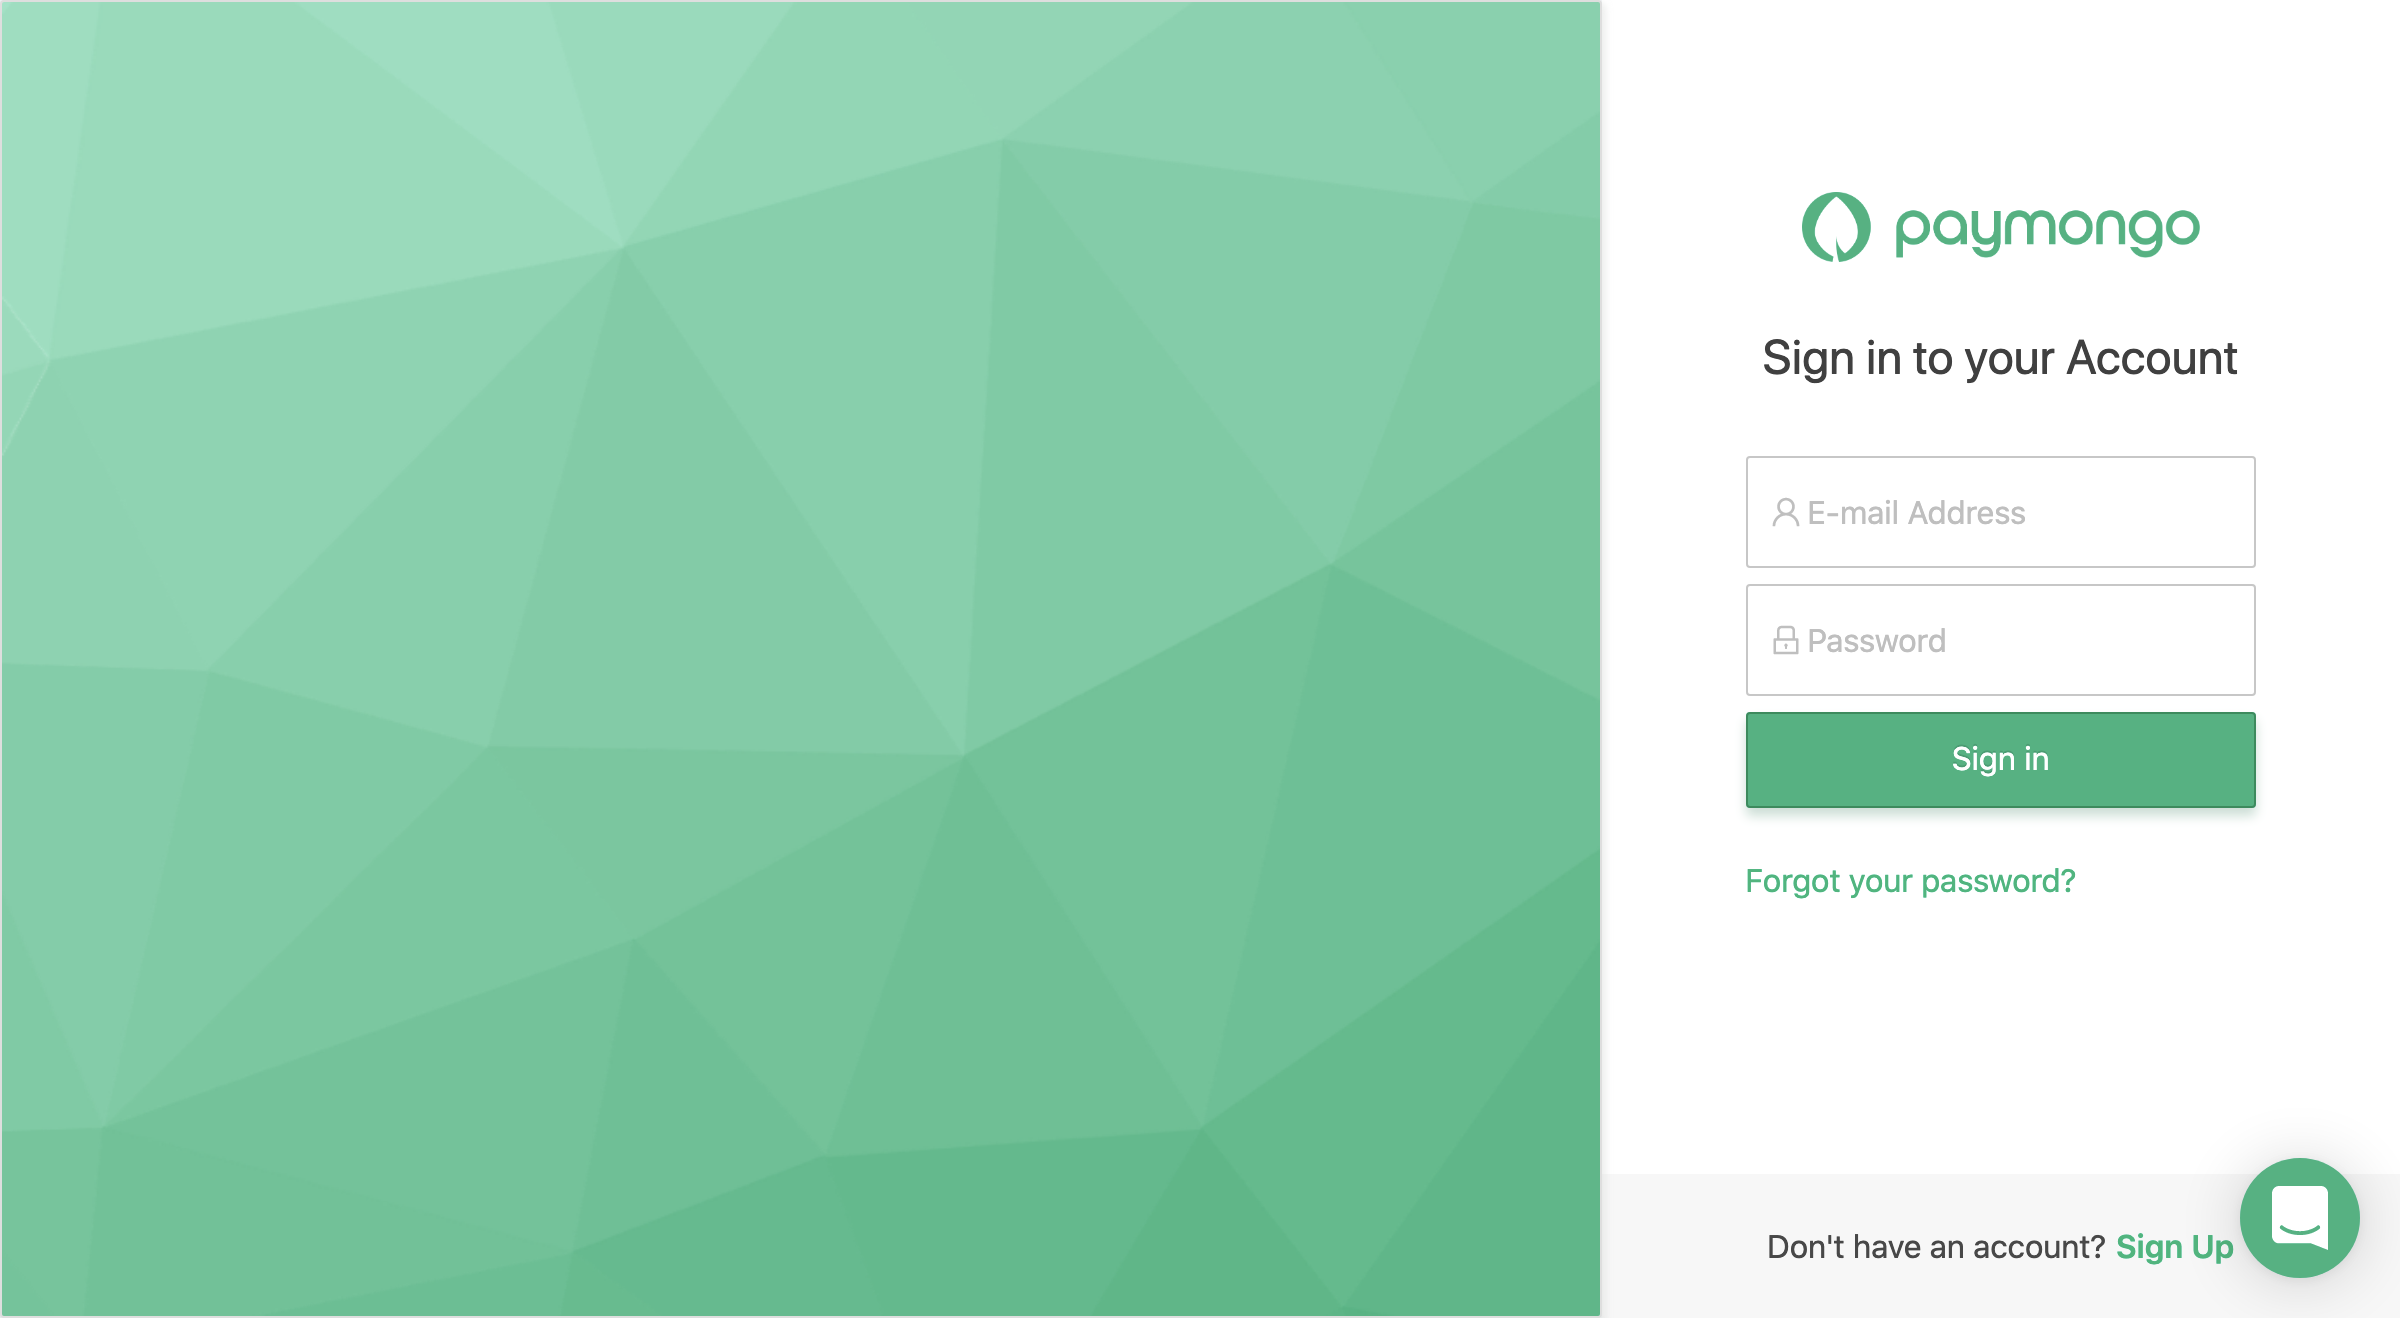 paymongo
Sign in to your Account
E-mail Address
Password
Sign in
Forgot your password?
Don't have an account? Sign Up